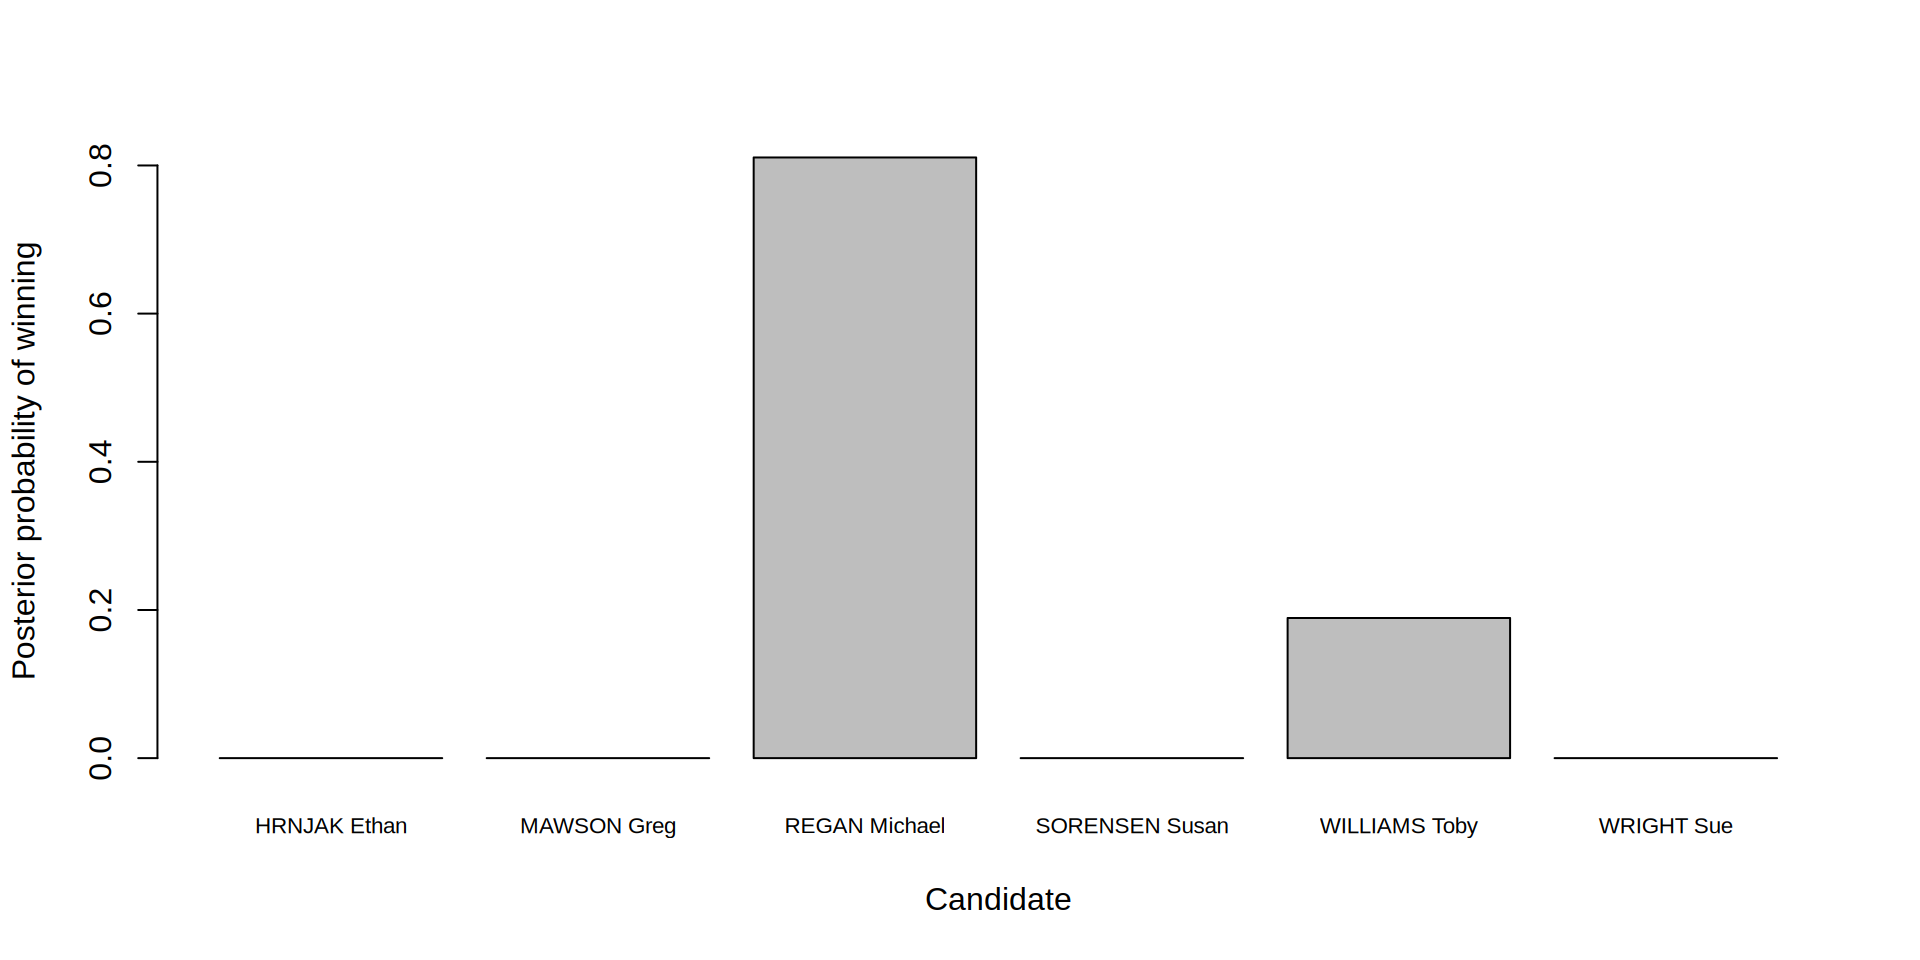 Posterior probability of winning
0.8
0.6
0.4
0.2
0.0
HRNJAK Ethan MAWSON Greg REGAN Michael SORENSEN Susan WILLIAMS Toby WRIGHT Sue
Candidate